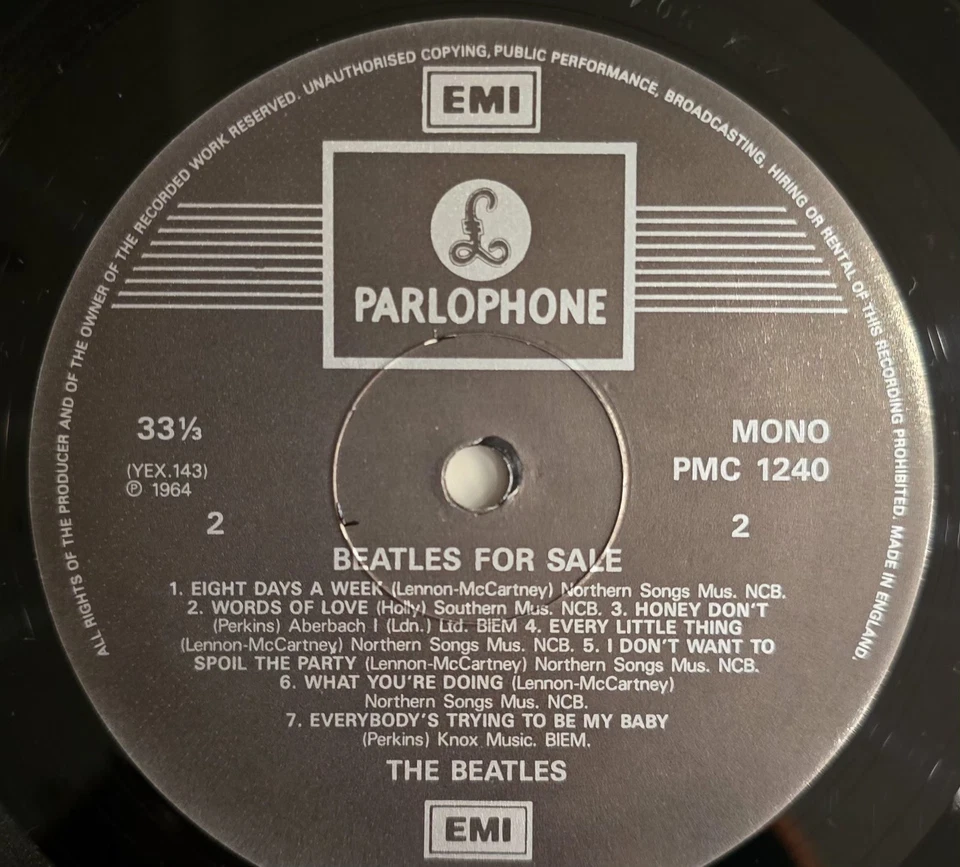 ALL RIGHTS OF THE PRODUCER AND OF THE OWNER OF THE RECORDED WORK RESERVED. UNAUTHORISED COPYING, PUBLIC PERFORMANCE, BROADCASTING, HIRING OR RENTAL OF THIS RECORDING PROHIBITED. MADE IN ENGLAND.
EMI
£
PARLOPHONE
33⅓
MONO
(YEX.143)
PMC 1240
℗ 1964
2
2
BEATLES FOR SALE
1. EIGHT DAYS A WEEK (Lennon-McCartney) Northern Songs Mus. NCB.
2. WORDS OF LOVE (Holly) Southern Mus. NCB. 3. HONEY DON'T
(Perkins) Aberbach I (Ldn.) Ltd. BIEM 4. EVERY LITTLE THING
(Lennon-McCartney) Northern Songs Mus. NCB. 5. I DON'T WANT TO
SPOIL THE PARTY (Lennon-McCartney) Northern Songs Mus. NCB.
6. WHAT YOU'RE DOING (Lennon-McCartney)
Northern Songs Mus. NCB.
7. EVERYBODY'S TRYING TO BE MY BABY
(Perkins) Knox Music. BIEM.
THE BEATLES
EMI